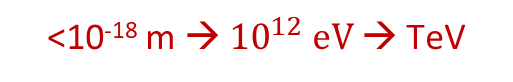 <10⁻¹⁸ m → 10¹² eV → TeV